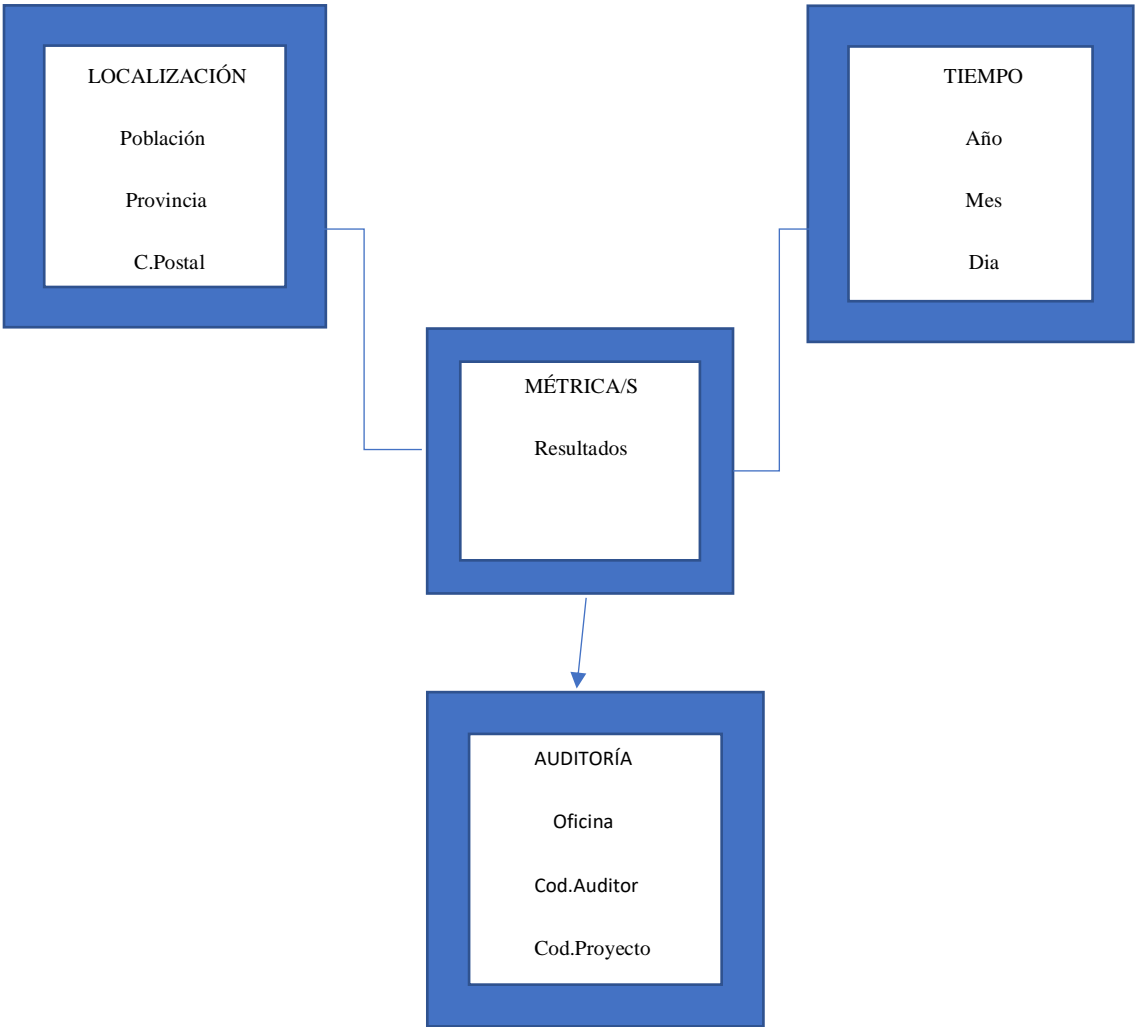 LOCALIZACIÓN
Población
Provincia
C.Postal
TIEMPO
Año
Mes
Dia
MÉTRICA/S
Resultados
AUDITORÍA
Oficina
Cod.Auditor
Cod.Proyecto